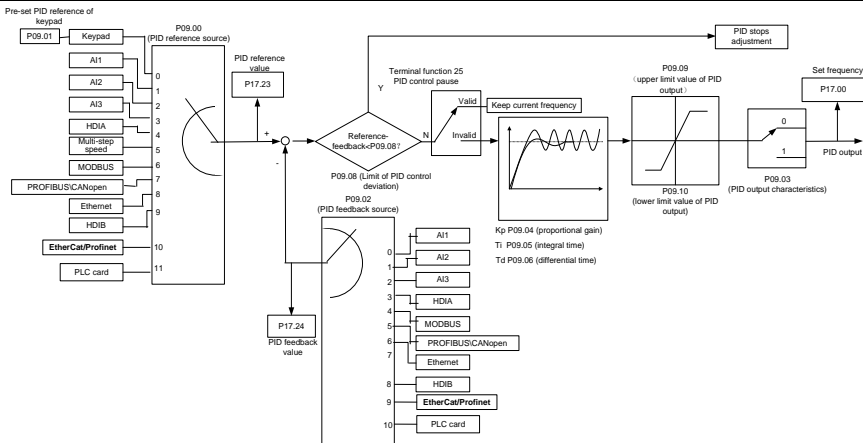 Pre-set PID reference of
keypad
P09.01
Keypad
AI1
AI2
AI3
HDIA
Multi-step
speed
MODBUS
PROFIBUS\CANopen
Ethernet
HDIB
EtherCat/Profinet
PLC card
P09.00
(PID reference source)
0
1
2
3
4
5
6
7
8
9
10
11
PID reference
value
P17.23
+
-
P17.24
PID feedback
value
Reference-
feedback<P09.08?
Y
N
P09.08 (Limit of PID control
deviation)
P09.02
(PID feedback source)
0
1
2
3
4
5
6
7
8
9
10
AI1
AI2
AI3
HDIA
MODBUS
PROFIBUS\CANopen
Ethernet
HDIB
EtherCat/Profinet
PLC card
Terminal function 25
PID control pause
Valid
Invalid
Keep current frequency
PID stops
adjustment
Kp P09.04 (proportional gain)
Ti P09.05 (integral time)
Td P09.06 (differential time)
P09.09
(upper limit value of PID
output)
P09.10
(lower limit value of PID
output)
0
1
P09.03
(PID output characteristics)
Set frequency
P17.00
PID output